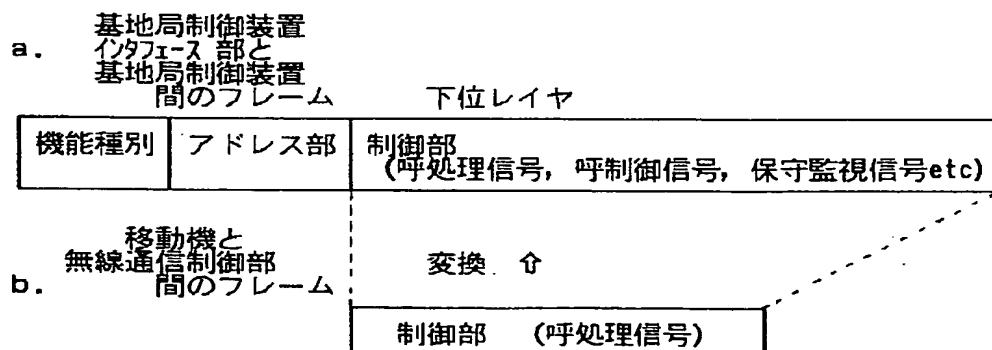 基地局制御装置
a. インタフェース 部と
基地局制御装置
間のフレーム 下位レイヤ
機能種別 アドレス部 制御部
(呼処理信号, 呼制御信号, 保守監視信号etc)
移動機と
無線通信制御部 変換 ⇧
b. 間のフレーム
制御部 (呼処理信号)